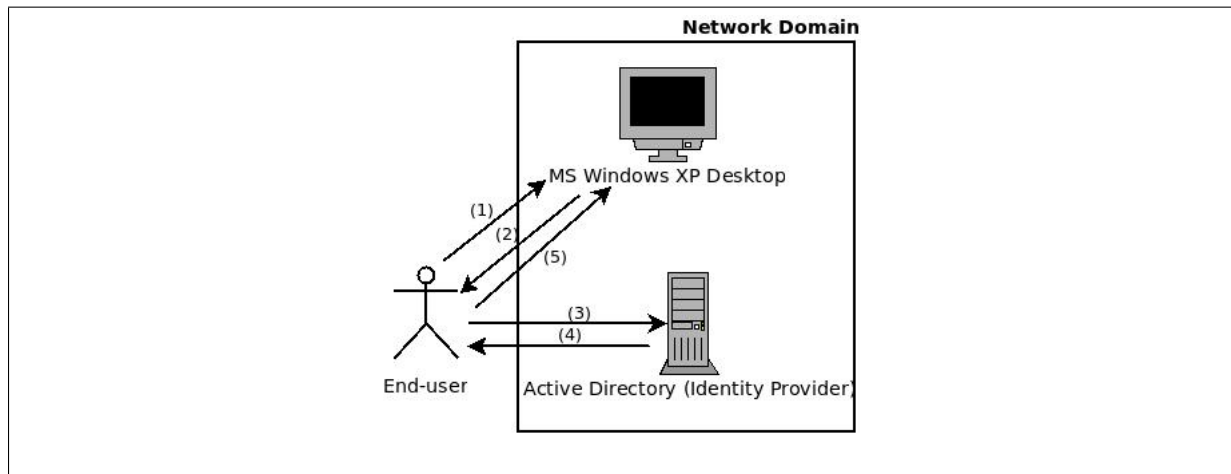 Network Domain
MS Windows XP Desktop
(1)
(2)
(5)
(3)
(4)
End-user
Active Directory (Identity Provider)